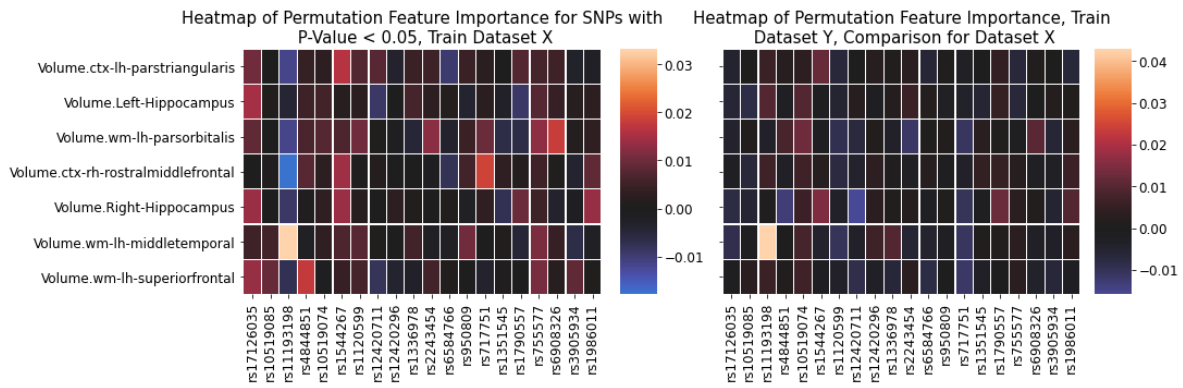 Heatmap of Permutation Feature Importance for SNPs with
P-Value < 0.05, Train Dataset X
Volume.ctx-lh-parstriangularis
Volume.Left-Hippocampus
Volume.wm-lh-parsorbitalis
Volume.ctx-rh-rostralmiddlefrontal
Volume.Right-Hippocampus
Volume.wm-lh-middletemporal
Volume.wm-lh-superiorfrontal
rs17126035
rs10519085
rs11193198
rs4844851
rs10519074
rs1544267
rs1120599
rs12420711
rs12420296
rs1336978
rs2243454
rs6584766
rs950809
rs717751
rs1351545
rs1790557
rs755577
rs6908326
rs3905934
rs1986011
0.03
0.02
0.01
0.00
−0.01
Heatmap of Permutation Feature Importance, Train
Dataset Y, Comparison for Dataset X
rs17126035
rs10519085
rs11193198
rs4844851
rs10519074
rs1544267
rs1120599
rs12420711
rs12420296
rs1336978
rs2243454
rs6584766
rs950809
rs717751
rs1351545
rs1790557
rs755577
rs6908326
rs3905934
rs1986011
0.04
0.03
0.02
0.01
0.00
−0.01